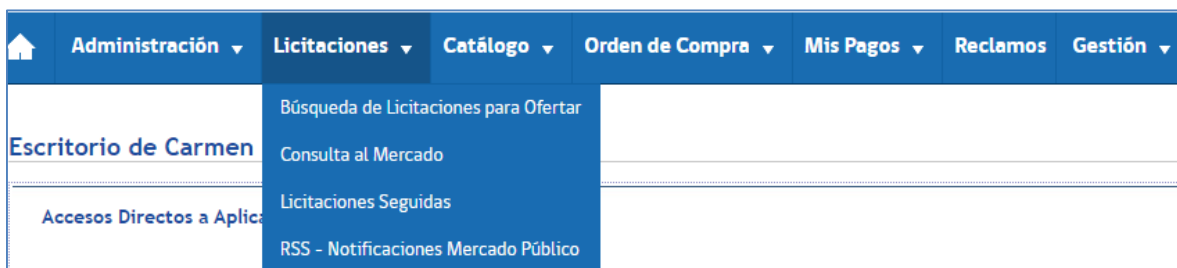 Administración Licitaciones Catálogo Orden de Compra Mis Pagos Reclamos Gestión
Búsqueda de Licitaciones para Ofertar
Escritorio de Carmen
Consulta al Mercado
Licitaciones Seguidas
Accesos Directos a Aplica
RSS - Notificaciones Mercado Público